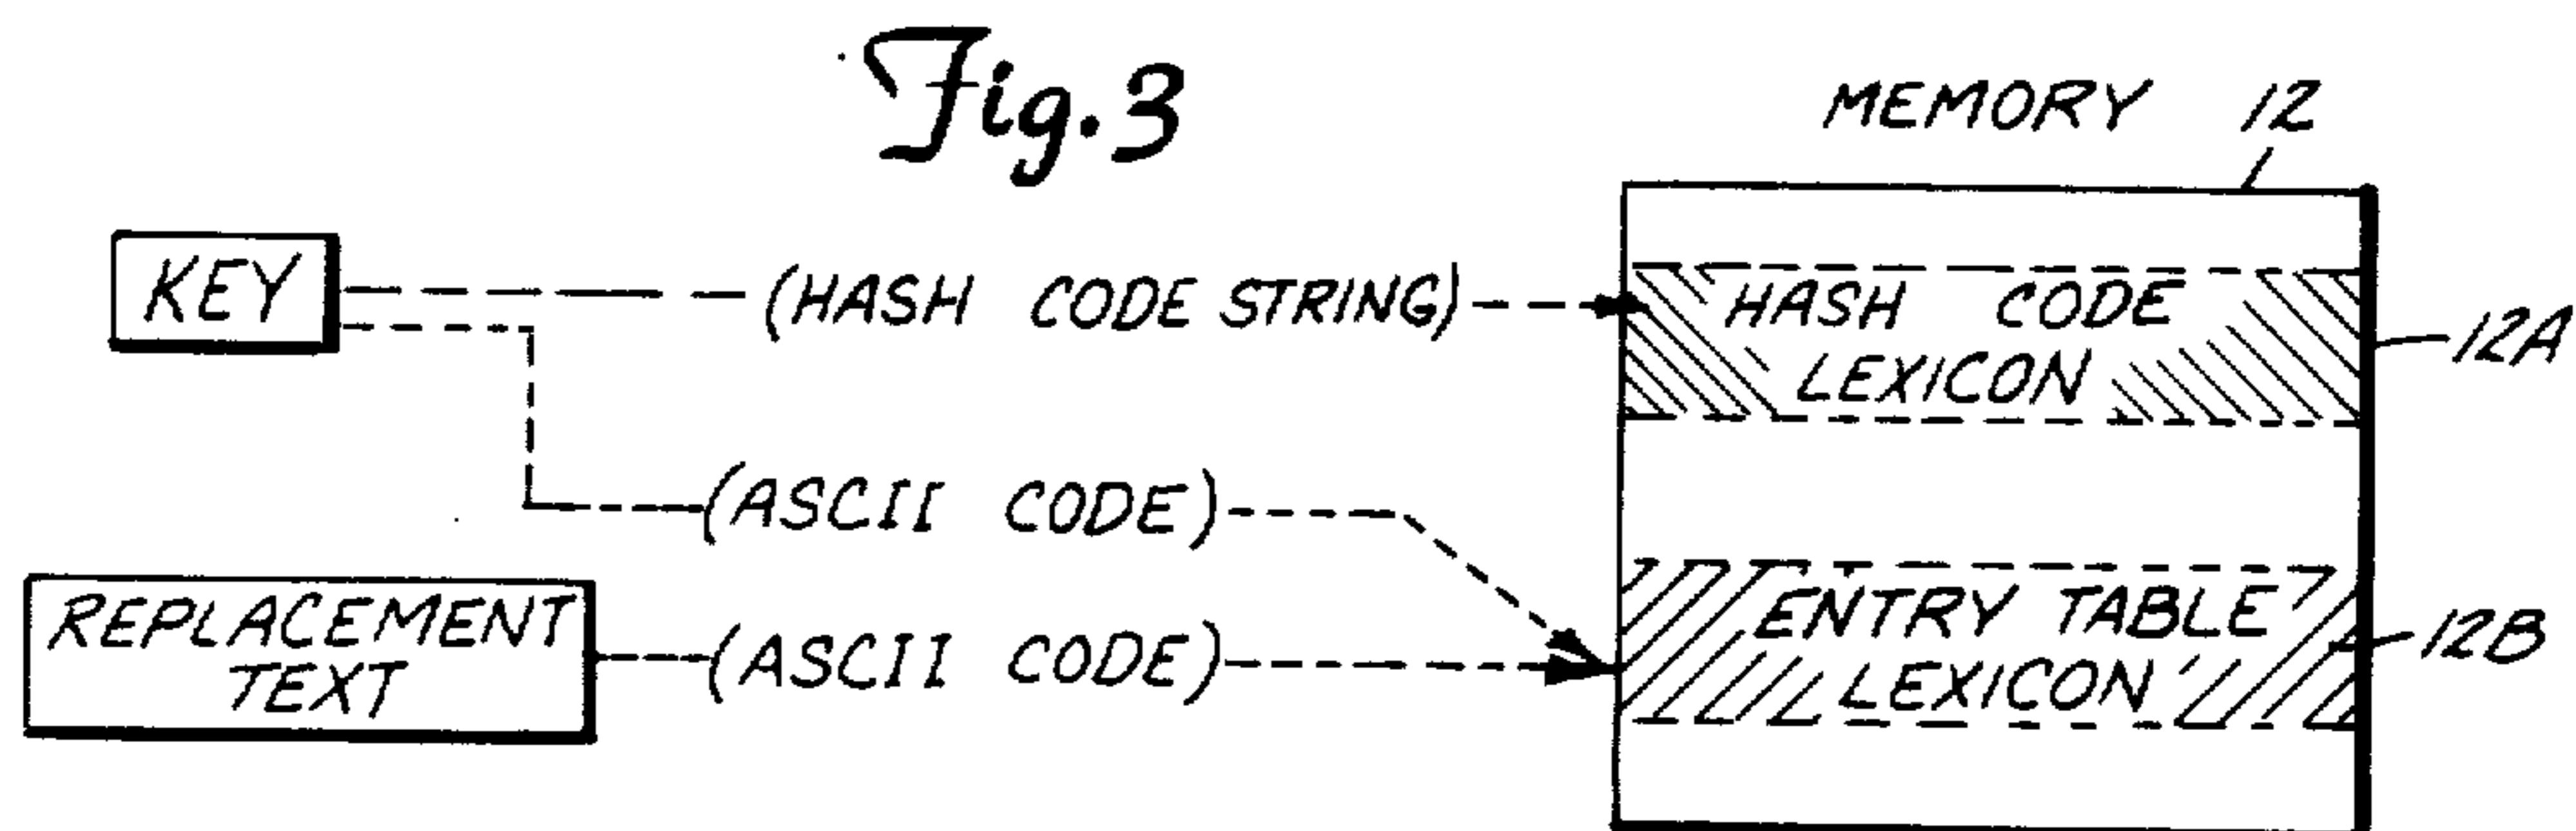 Fig. 3
MEMORY 12
KEY
(HASH CODE STRING)
HASH CODE
LEXICON
12A
(ASCII CODE)
REPLACEMENT
TEXT
(ASCII CODE)
ENTRY TABLE
LEXICON
12B